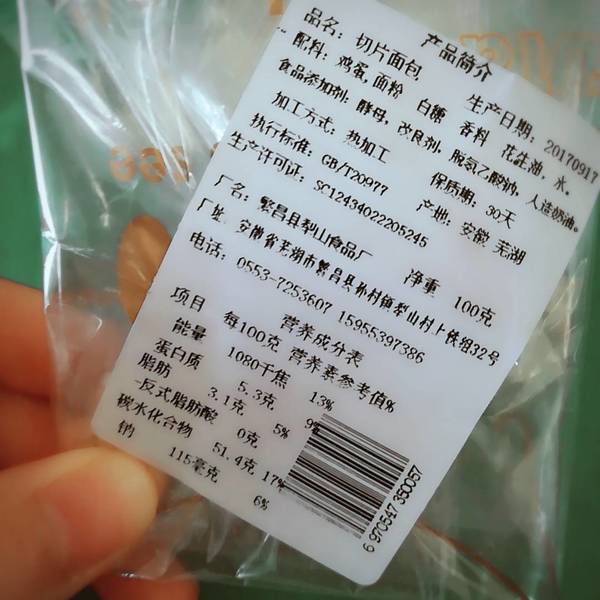 产品简介
品名：切片面包 生产日期：20170917
配料：鸡蛋，面粉 白糖 香料 花生油，水。
食品添加剂：酵母，改良剂，脱氢乙酸钠，人造奶油。
加工方式：热加工 保质期：30天
执行标准：GB/T20977 产地：安徽 芜湖
生产许可证：SC12434022205245
厂名：繁昌县梨山食品厂 净重 100克
厂址：安徽省芜湖市繁昌县孙村镇梨山村上铁组32号
电话：0553-7253607 15955397386
营养成分表
项目 每100克 营养素参考值%
能量 1080千焦 13%
蛋白质 5.3克 9%
脂肪 3.1克 5%
-反式脂肪酸 0克
碳水化合物 51.4克 17%
钠 115毫克 6%
6 970547 350057